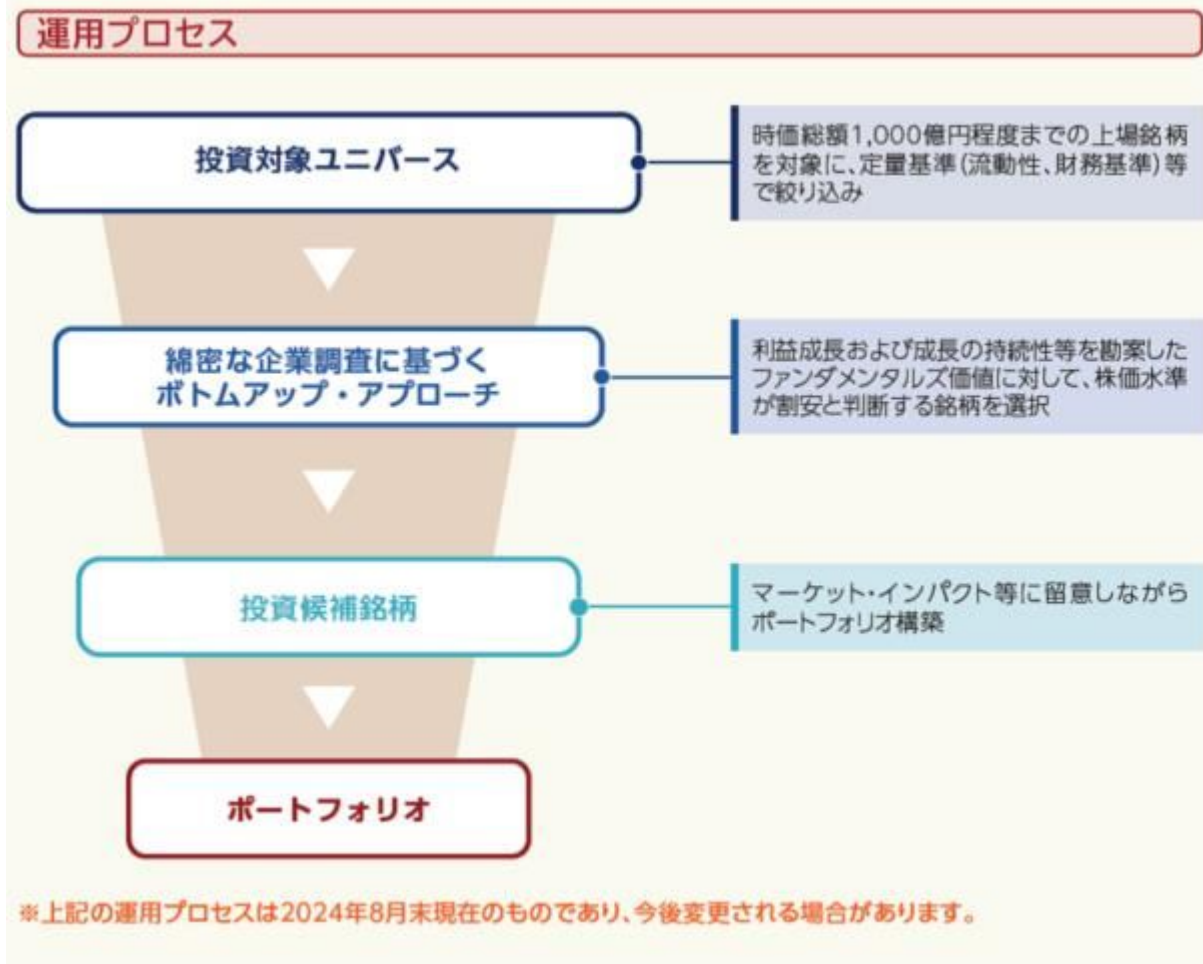 運用プロセス
投資対象ユニバース
時価総額1,000億円程度までの上場銘柄
を対象に、定量基準(流動性、財務基準)等
で絞り込み
綿密な企業調査に基づく
ボトムアップ・アプローチ
利益成長および成長の持続性等を勘案した
ファンダメンタルズ価値に対して、株価水準
が割安と判断する銘柄を選択
投資候補銘柄
マーケット・インパクト等に留意しながら
ポートフォリオ構築
ポートフォリオ
※上記の運用プロセスは2024年8月末現在のものであり、今後変更される場合があります。